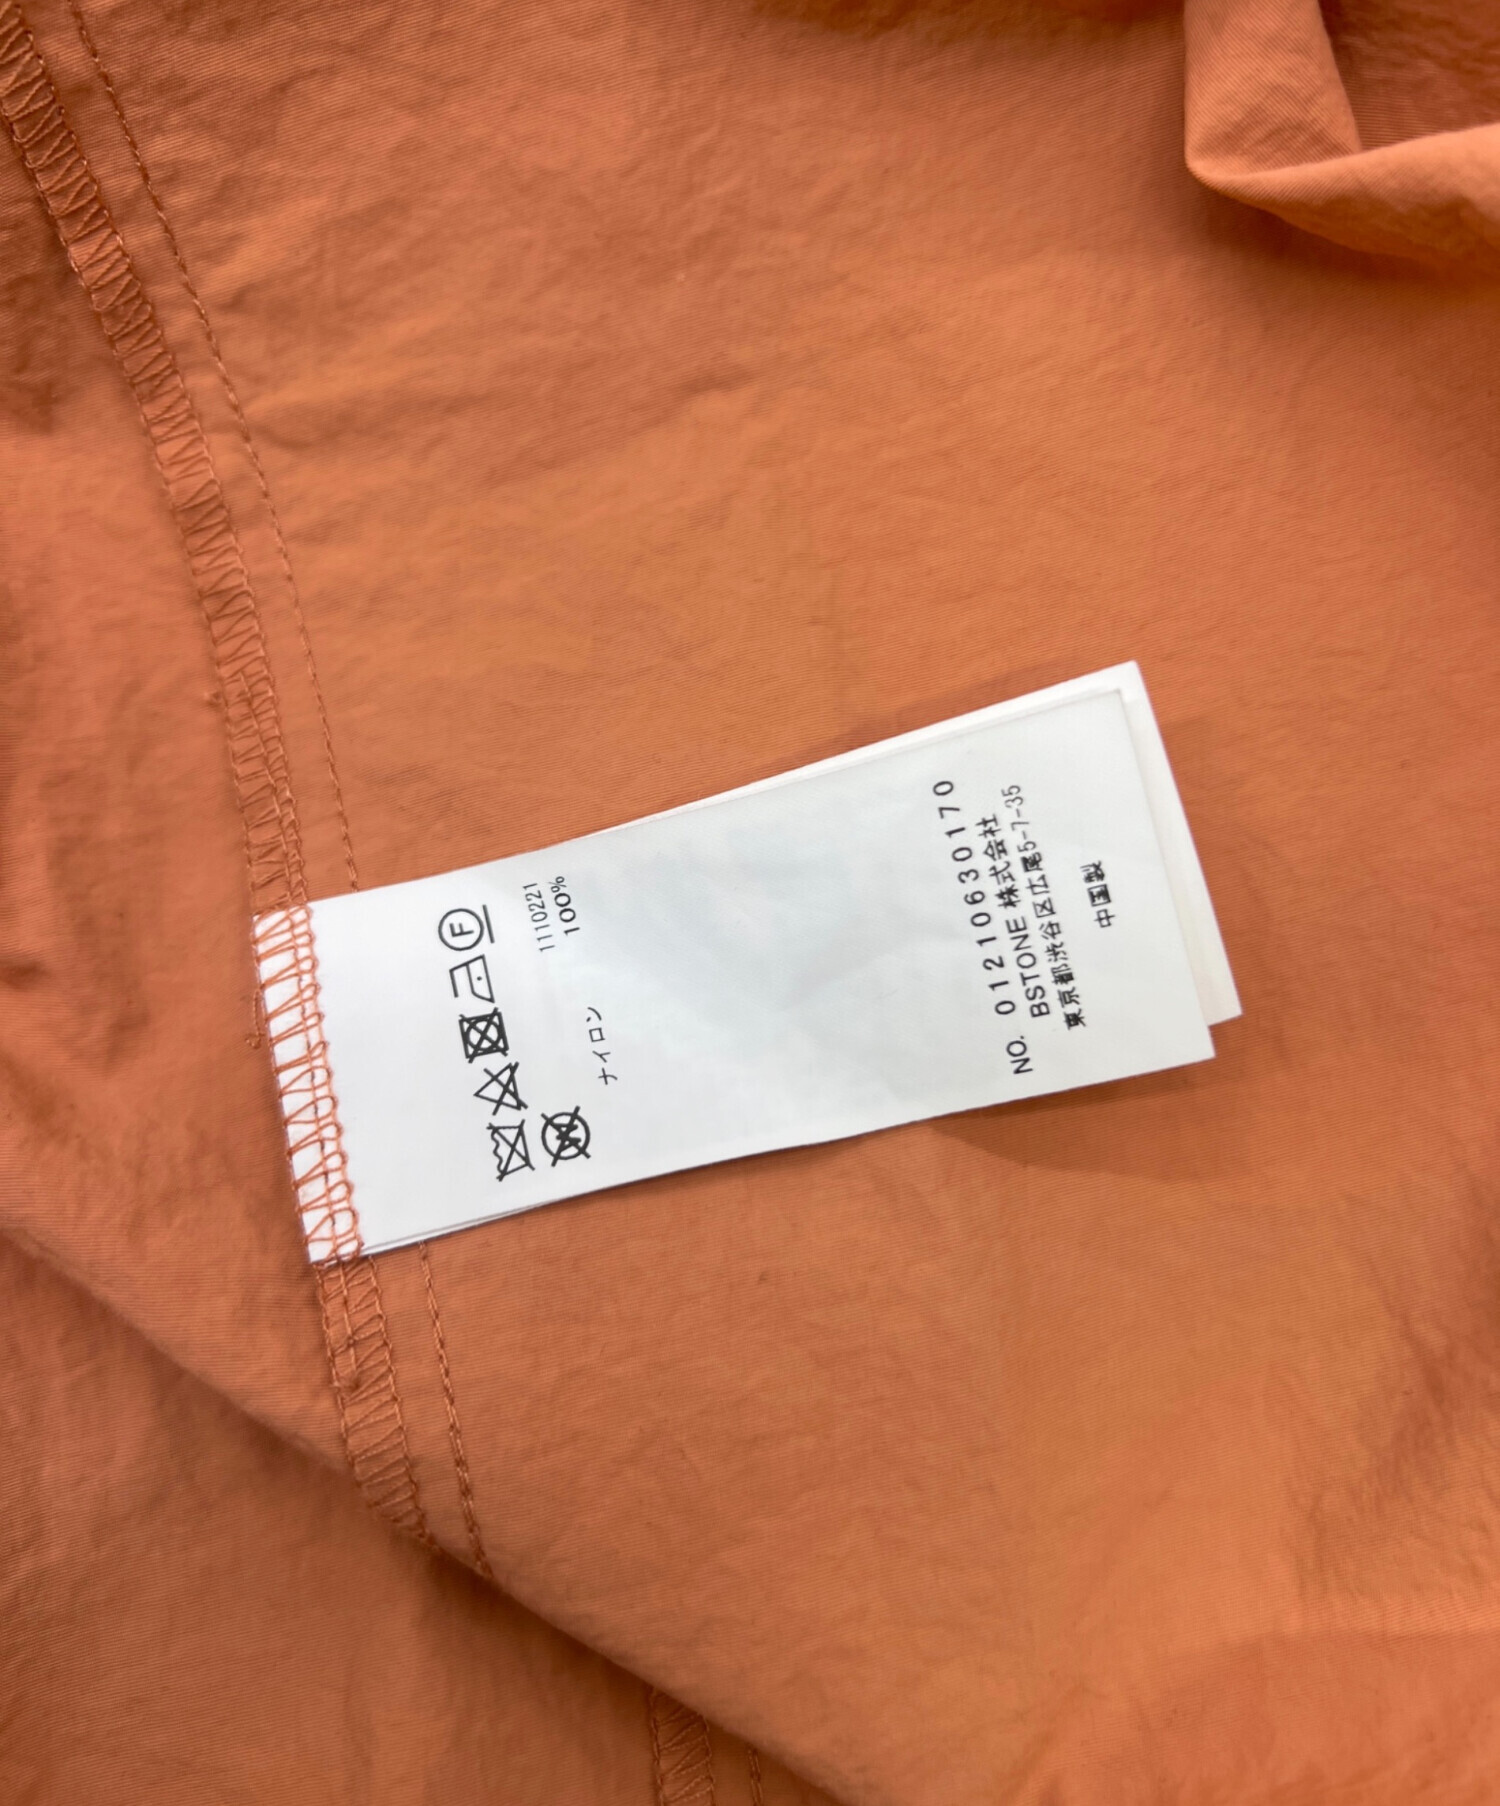 1110221
ナイロン 100%
NO. 01210630170
BSTONE 株式会社
東京都渋谷区広尾5-7-35
中国製